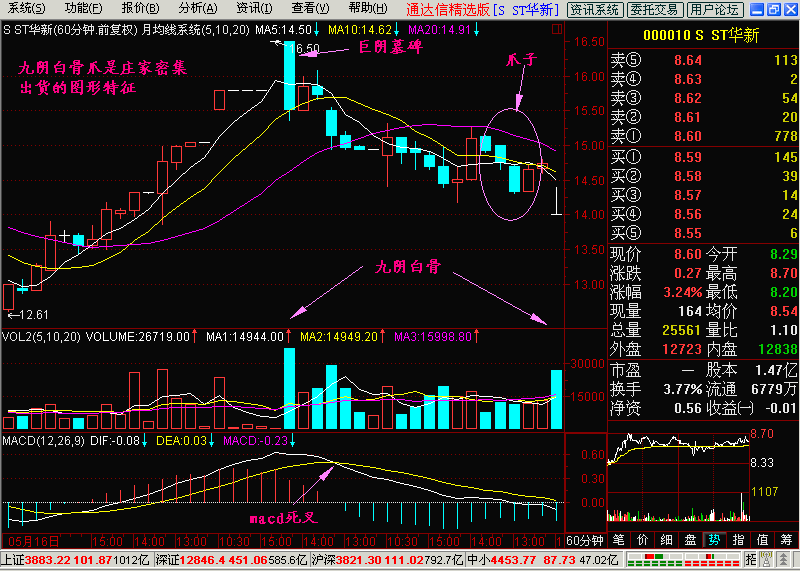 系统(S) 功能(F) 报价(B) 分析(A) 资讯(I) 查看(V) 帮助(H) 通达信精选版[S ST华新] 资讯系统 委托交易 用户论坛
S ST华新(60分钟.前复权) 月均线系统(5,10,20) MA5:14.50↓ MA10:14.62↓ MA20:14.91↓
16.50
巨阴墓碑
九阴白骨爪是庄家密集
出货的图形特征
爪子
九阴白骨
←12.61
16.50
16.00
15.50
15.00
14.50
14.00
13.50
13.00
VOL2(5,10,20) VOLUME:26719.00↑ MA1:14944.00↑ MA2:14949.20↑ MA3:15998.80↑
30000
15000
MACD(12,26,9) DIF:-0.08↓ DEA:0.03↓ MACD:-0.23↓
0.60
0.30
0.00
macd死叉
05月16日 15:00 14:00 13:00 10:30 15:00 14:00 13:00 10:30 15:00 14:00 13:00 60分钟
000010 S ST华新
卖⑤ 8.64 113
卖④ 8.63 2
卖③ 8.62 54
卖② 8.61 20
卖① 8.60 778
买① 8.59 145
买② 8.58 39
买③ 8.57 14
买④ 8.56 24
买⑤ 8.55 6
现价 8.60 今开 8.29
涨跌 0.27 最高 8.70
涨幅 3.24% 最低 8.20
现量 164 均价 8.54
总量 25561 量比 1.10
外盘 12723 内盘 12838
市盈 — 股本 1.47亿
换手 3.77% 流通 6779万
净资 0.56 收益㈠ -0.01
8.70
8.33
1107
笔 价 细 盘 势 指 值 筹
上证3883.22 101.87 1012亿 深证12846.4 451.06 585.6亿 沪深3821.30 111.02 792.7亿 中小4453.77 87.73 47.02亿 招